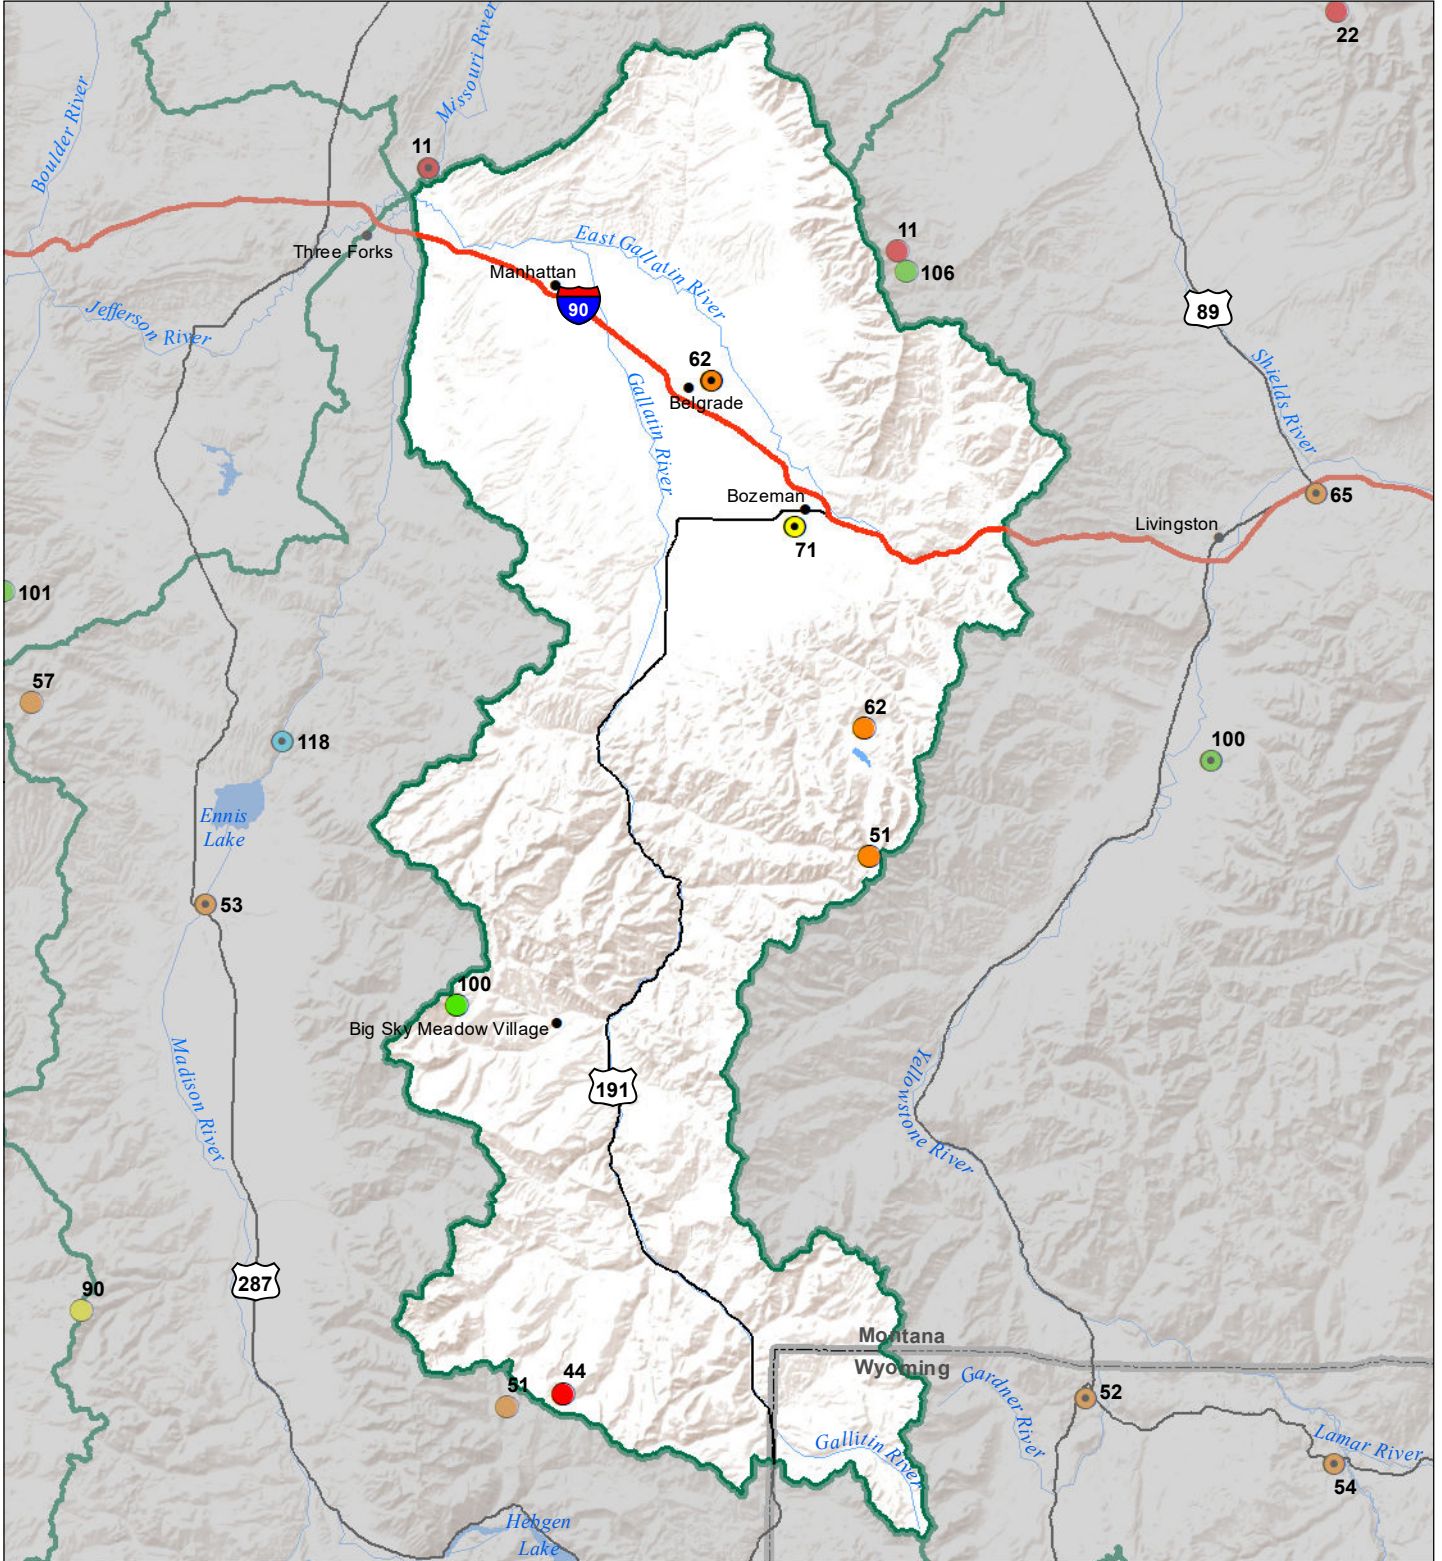 22
Missouri River
Boulder River
11
Three Forks
11
106
East Gallatin River
Manhattan
90
89
Jefferson River
62
Belgrade
Gallatin River
Shields River
65
Bozeman
71
Livingston
101
57
62
118
100
Ennis
Lake
51
53
100
Big Sky Meadow Village
Madison River
191
Yellowstone River
287
90
Montana
Wyoming
44
51
Gardner River
52
Gallitin River
Lamar River
54
Hebgen
Lake